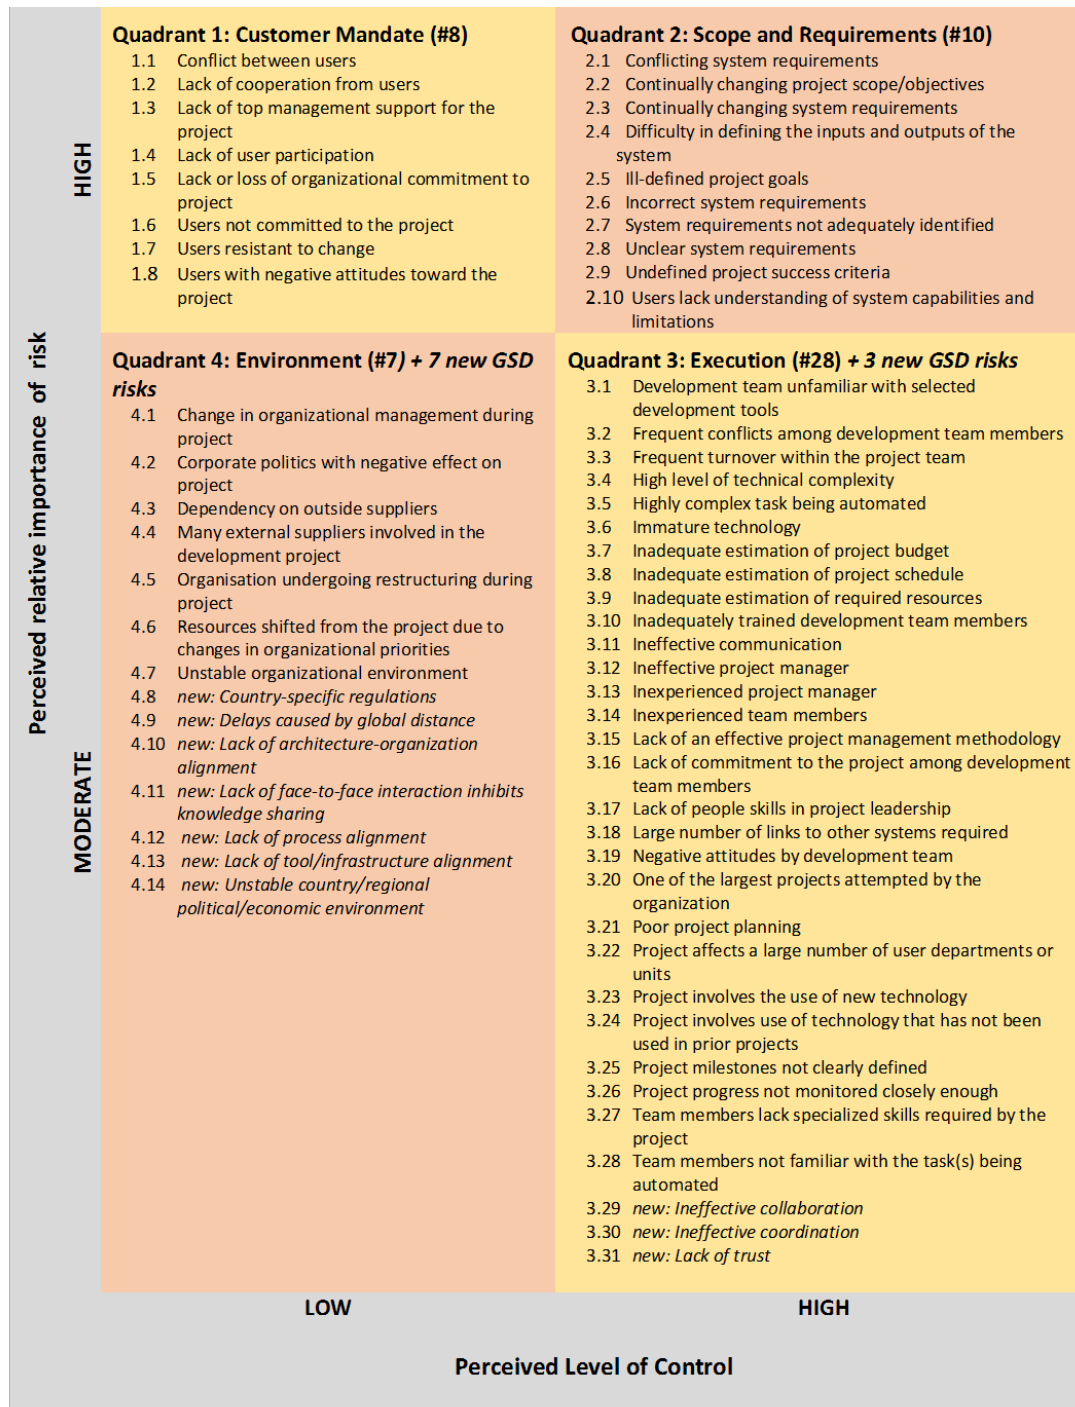 Quadrant 1: Customer Mandate (#8)
1.1 Conflict between users
1.2 Lack of cooperation from users
1.3 Lack of top management support for the
project
1.4 Lack of user participation
1.5 Lack or loss of organizational commitment to
project
1.6 Users not committed to the project
1.7 Users resistant to change
1.8 Users with negative attitudes toward the
project
Quadrant 2: Scope and Requirements (#10)
2.1 Conflicting system requirements
2.2 Continually changing project scope/objectives
2.3 Continually changing system requirements
2.4 Difficulty in defining the inputs and outputs of the
system
2.5 Ill-defined project goals
2.6 Incorrect system requirements
2.7 System requirements not adequately identified
2.8 Unclear system requirements
2.9 Undefined project success criteria
2.10 Users lack understanding of system capabilities and
limitations
Quadrant 4: Environment (#7) + 7 new GSD
risks
4.1 Change in organizational management during
project
4.2 Corporate politics with negative effect on
project
4.3 Dependency on outside suppliers
4.4 Many external suppliers involved in the
development project
4.5 Organisation undergoing restructuring during
project
4.6 Resources shifted from the project due to
changes in organizational priorities
4.7 Unstable organizational environment
4.8 new: Country-specific regulations
4.9 new: Delays caused by global distance
4.10 new: Lack of architecture-organization
alignment
4.11 new: Lack of face-to-face interaction inhibits
knowledge sharing
4.12 new: Lack of process alignment
4.13 new: Lack of tool/infrastructure alignment
4.14 new: Unstable country/regional
political/economic environment
Quadrant 3: Execution (#28) + 3 new GSD risks
3.1 Development team unfamiliar with selected
development tools
3.2 Frequent conflicts among development team members
3.3 Frequent turnover within the project team
3.4 High level of technical complexity
3.5 Highly complex task being automated
3.6 Immature technology
3.7 Inadequate estimation of project budget
3.8 Inadequate estimation of project schedule
3.9 Inadequate estimation of required resources
3.10 Inadequately trained development team members
3.11 Ineffective communication
3.12 Ineffective project manager
3.13 Inexperienced project manager
3.14 Inexperienced team members
3.15 Lack of an effective project management methodology
3.16 Lack of commitment to the project among development
team members
3.17 Lack of people skills in project leadership
3.18 Large number of links to other systems required
3.19 Negative attitudes by development team
3.20 One of the largest projects attempted by the
organization
3.21 Poor project planning
3.22 Project affects a large number of user departments or
units
3.23 Project involves the use of new technology
3.24 Project involves use of technology that has not been
used in prior projects
3.25 Project milestones not clearly defined
3.26 Project progress not monitored closely enough
3.27 Team members lack specialized skills required by the
project
3.28 Team members not familiar with the task(s) being
automated
3.29 new: Ineffective collaboration
3.30 new: Ineffective coordination
3.31 new: Lack of trust
Perceived relative importance of risk
HIGH
MODERATE
LOW
HIGH
Perceived Level of Control